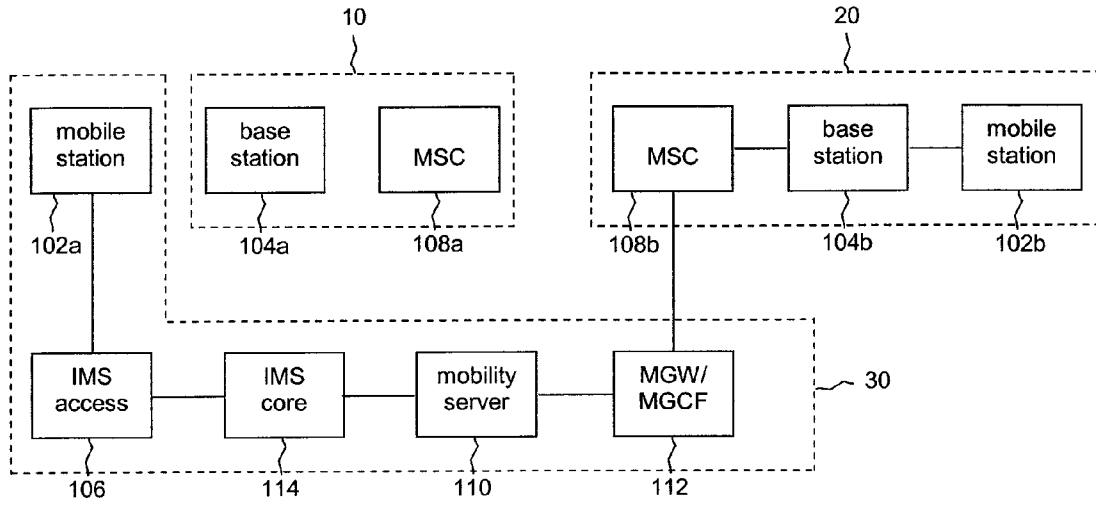 10
20
mobile
station
base
station
MSC
MSC
base
station
mobile
station
102a
104a
108a
108b
104b
102b
IMS
access
IMS
core
mobility
server
MGW/
MGCF
30
106
114
110
112